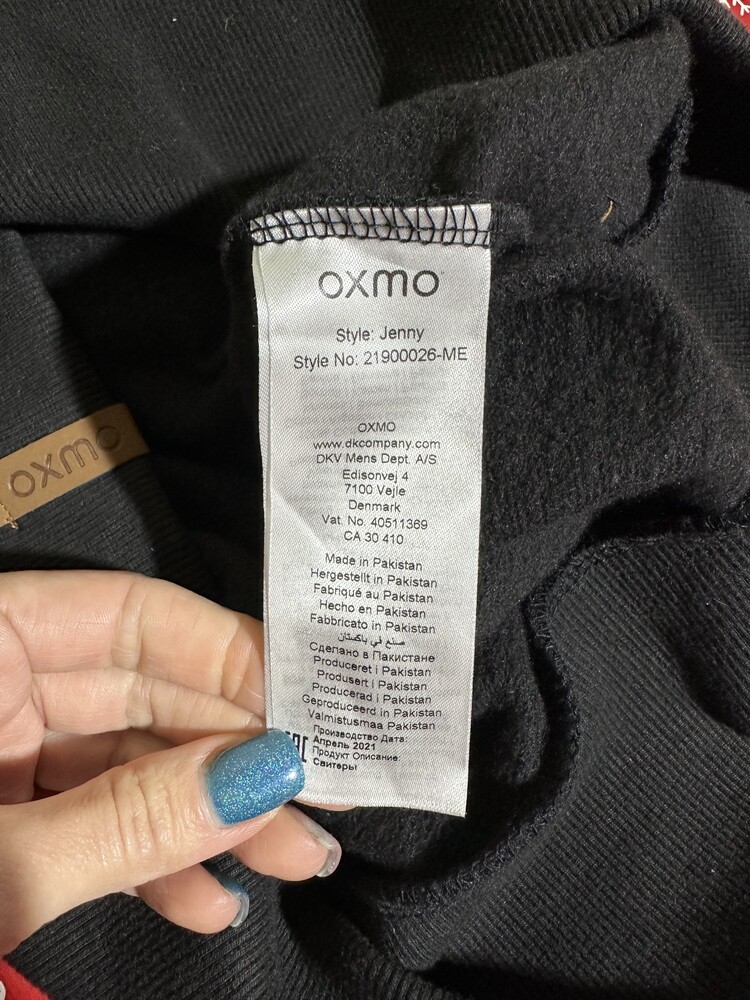 oxmo
Style: Jenny
Style No: 21900026-ME
OXMO
www.dkcompany.com
DKV Mens Dept. A/S
Edisonvej 4
7100 Vejle
Denmark
Vat. No. 40511369
CA 30 410
Made in Pakistan
Hergestellt in Pakistan
Fabriqué au Pakistan
Hecho en Pakistan
Fabbricato in Pakistan
صنع في باكستان
Сделано в Пакистане
Produceret i Pakistan
Produsert i Pakistan
Producerad i Pakistan
Geproduceerd in Pakistan
Valmistusmaa Pakistan
Производство Дата:
Апрель 2021
Продукт Описание:
Свитеры
oxmo